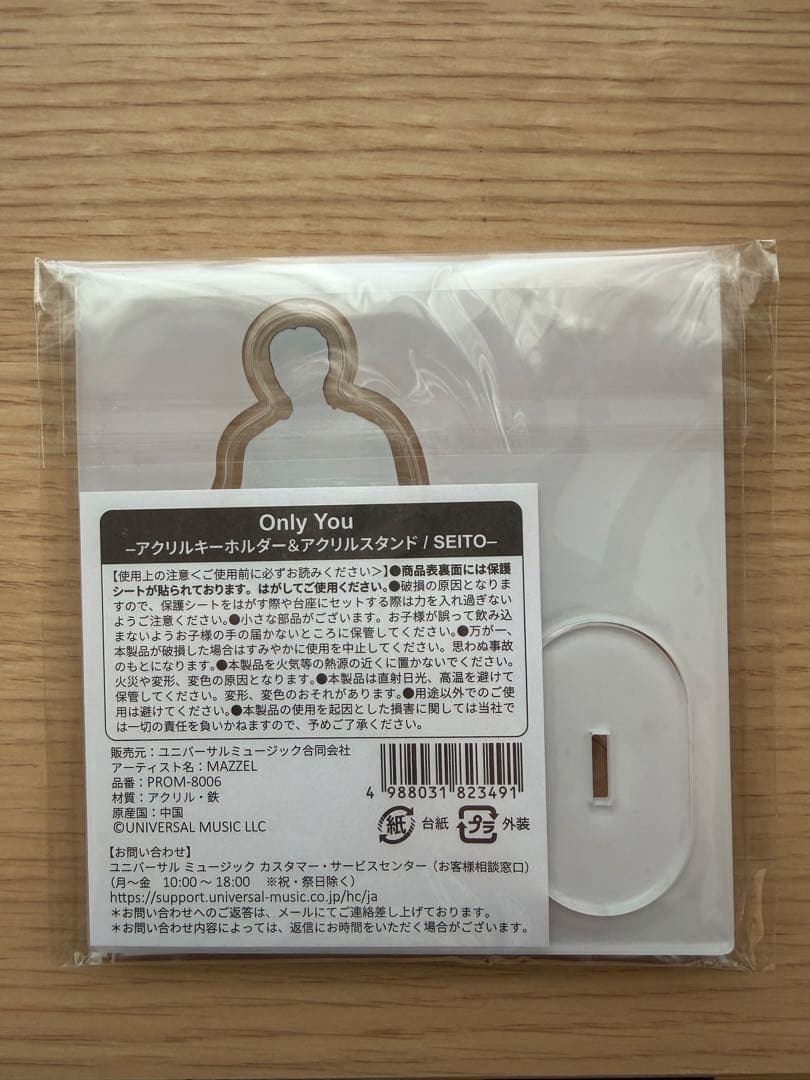 Only You
–アクリルキーホルダー&アクリルスタンド / SEITO–
【使用上の注意＜ご使用前に必ずお読みください＞】●商品表裏面には保護
シートが貼られております。はがしてご使用ください。●破損の原因となりま
すので、保護シートをはがす際や台座にセットする際は力を入れ過ぎない
ようご注意ください。●小さな部品がございます。お子様が誤って飲み込
まないようお子様の手の届かないところに保管してください。●万が一、
本製品が破損した場合はすみやかに使用を中止してください。思わぬ事故
のもとになります。●本製品を火気等の熱源の近くに置かないでください。
火災や変形、変色の原因となります。●本製品は直射日光、高温を避けて
保管してください。変形、変色のおそれがあります。●用途以外でのご使
用は避けてください。●本製品の使用を起因とした損害に関しては当社で
は一切の責任を負いかねますので、予めご了承ください。
販売元：ユニバーサルミュージック合同会社
アーティスト名：MAZZEL
品番：PROM-8006
材質：アクリル・鉄
原産国：中国
©UNIVERSAL MUSIC LLC
4 988031 823491
紙 台紙 プラ 外装
【お問い合わせ】
ユニバーサル ミュージック カスタマー・サービスセンター（お客様相談窓口）
（月～金　10:00 ～ 18:00　※祝・祭日除く）
https://support.universal-music.co.jp/hc/ja
＊お問い合わせへのご返答は、メールにてご連絡差し上げております。
＊お問い合わせ内容によっては、返信にお時間をいただく場合がございます。